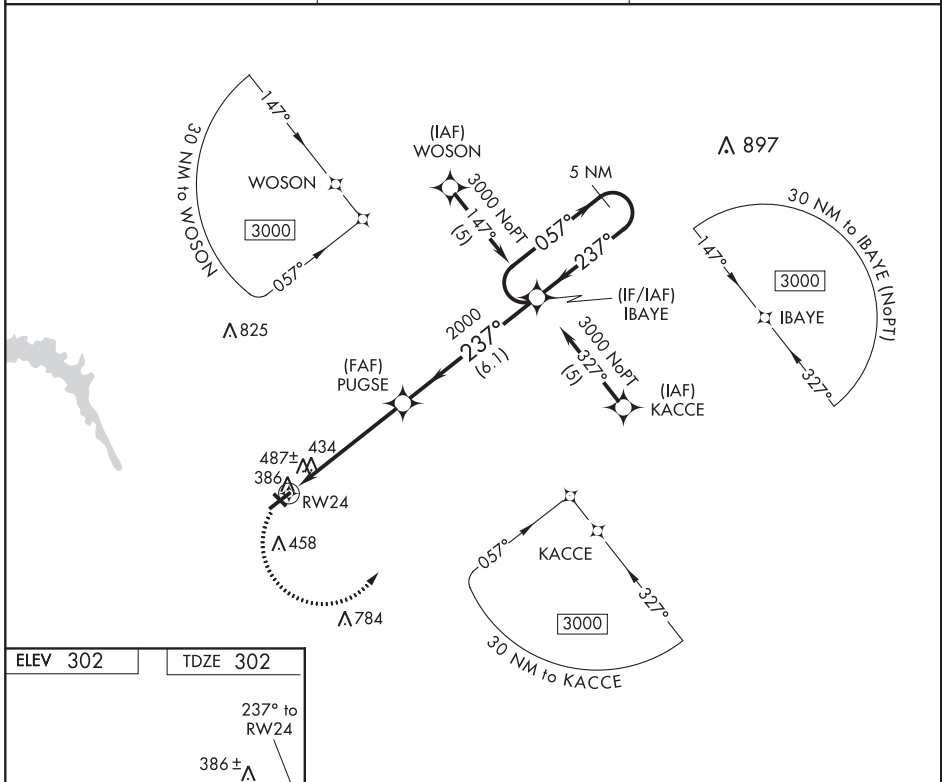 147°
30 NM to WOSON
WOSON
3000
057°
(IAF)
WOSON
3000 NoPT
147°
(5)
5 NM
057°
237°
897
30 NM to IBAYE (NoPT)
147°
3000
IBAYE
327°
(IF/IAF)
IBAYE
825
2000
237°
(6.1)
3000 NoPT
327°
(5)
(IAF)
KACCE
(FAF)
PUGSE
487± 434
386
RW24
458
784
057°
KACCE
327°
3000
30 NM to KACCE
ELEV 302
TDZE 302
237° to
RW24
386±